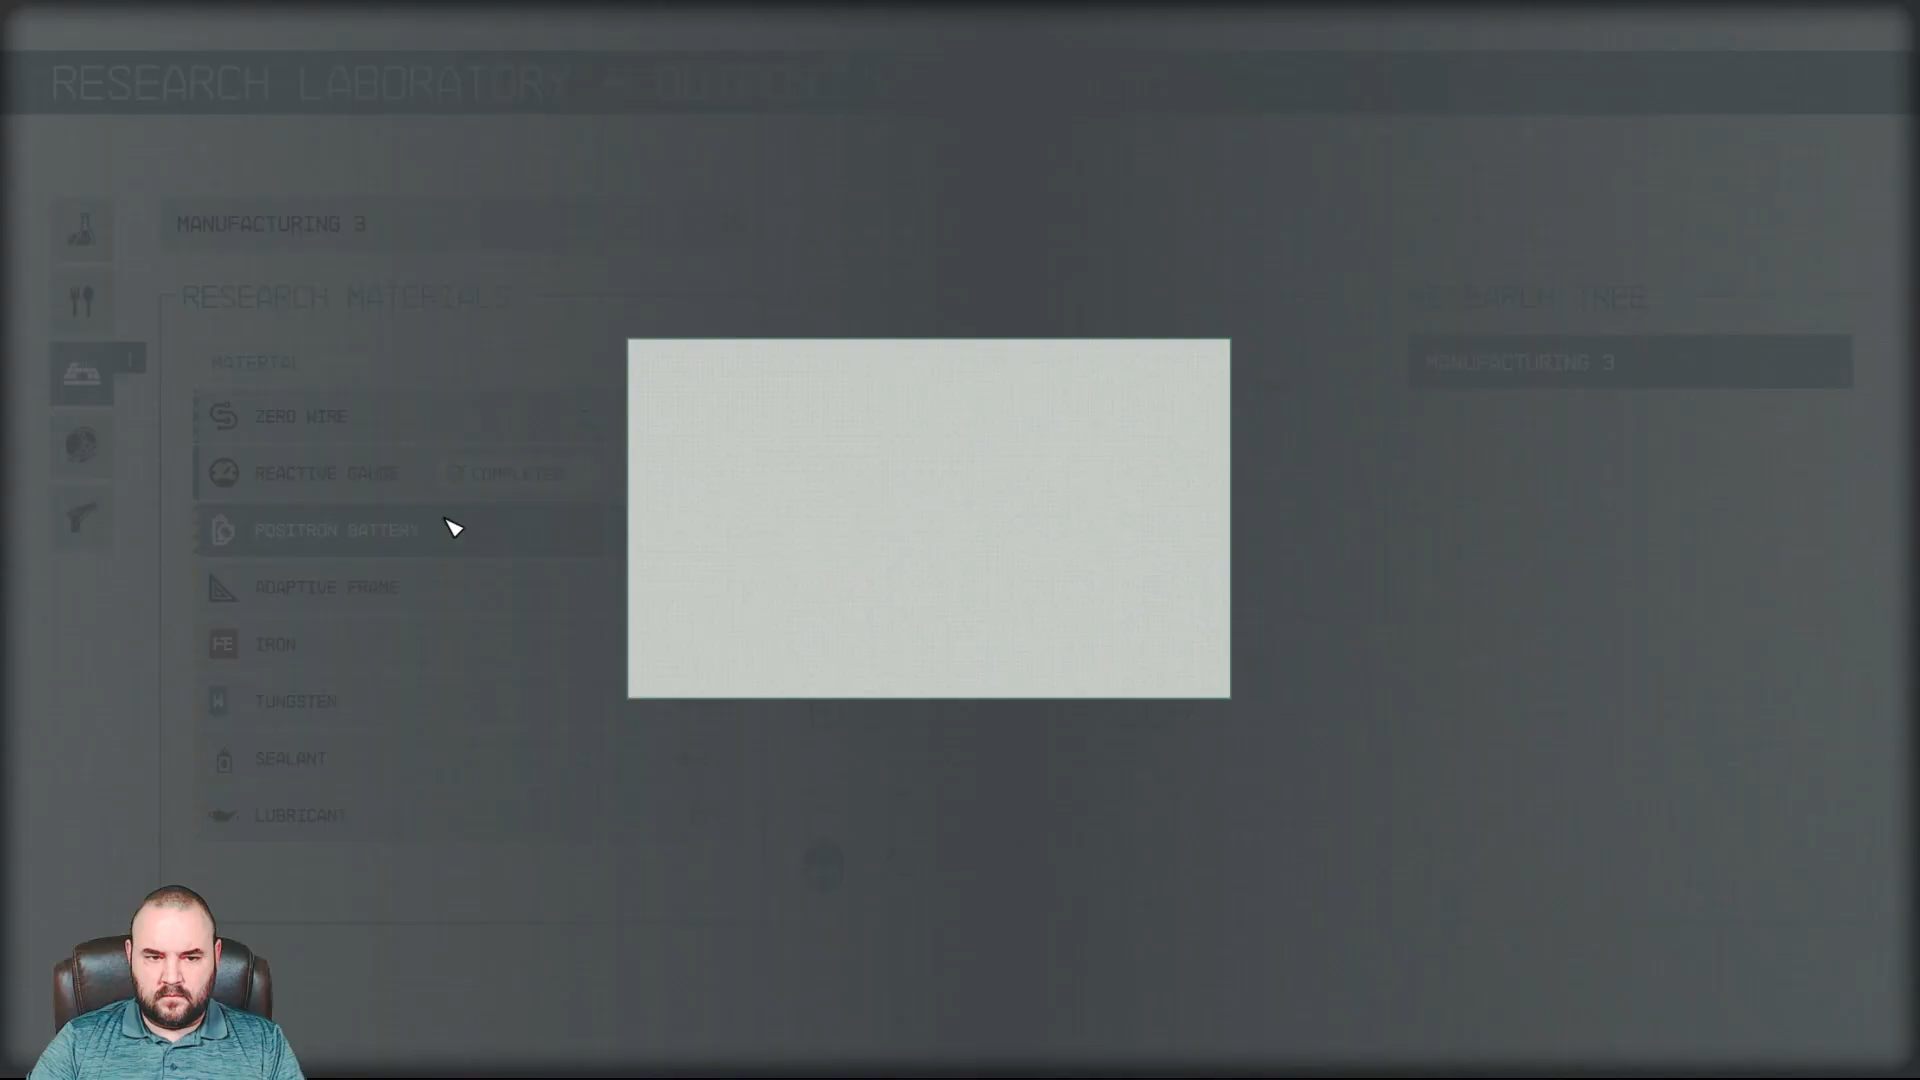 RESEARCH LABORATORY - OUTPOST
MANUFACTURING 3
RESEARCH MATERIALS
RESEARCH TREE
MATERIAL
MANUFACTURING 3
ZERO WIRE
REACTIVE GAUGE COMPLETED
POSITRON BATTERY
ADAPTIVE FRAME
FE IRON
W TUNGSTEN
SEALANT
LUBRICANT